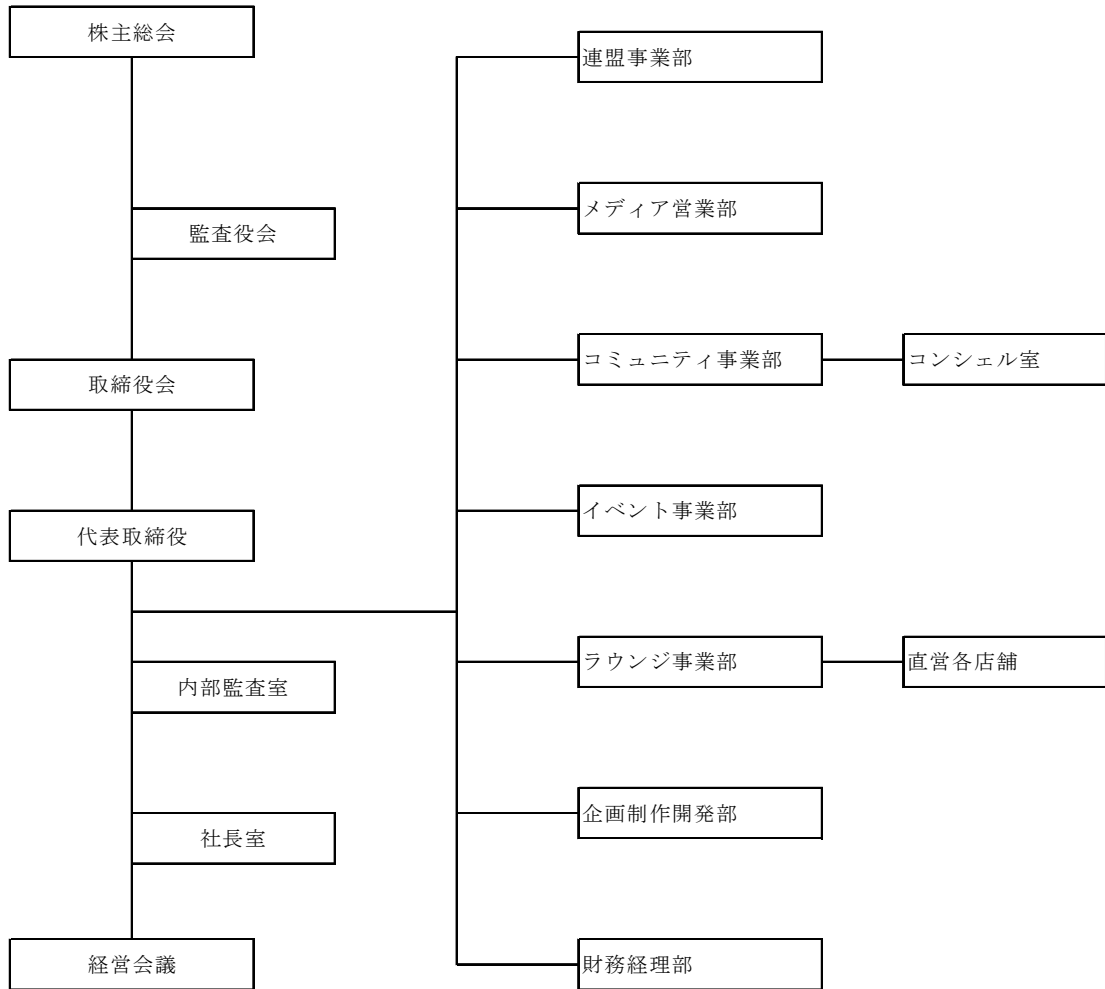 株主総会
監査役会
取締役会
代表取締役
内部監査室
社長室
経営会議
連盟事業部
メディア営業部
コミュニティ事業部
コンシェル室
イベント事業部
ラウンジ事業部
直営各店舗
企画制作開発部
財務経理部